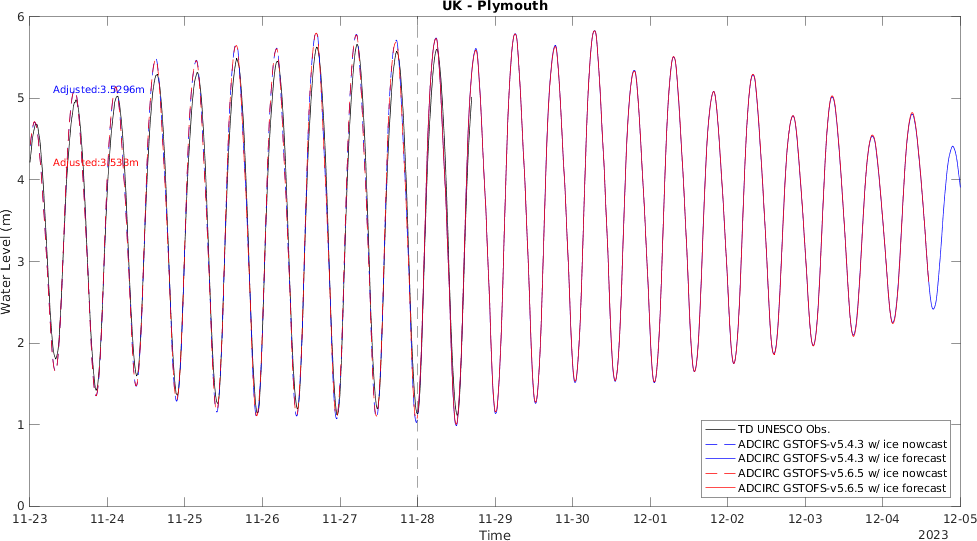 UK - Plymouth
6
5
4
3
2
1
0
Water Level (m)
Adjusted:3.5296m
Adjusted:3.538m
TD UNESCO Obs.
ADCIRC GSTOFS-v5.4.3 w/ ice nowcast
ADCIRC GSTOFS-v5.4.3 w/ ice forecast
ADCIRC GSTOFS-v5.6.5 w/ ice nowcast
ADCIRC GSTOFS-v5.6.5 w/ ice forecast
11-23 11-24 11-25 11-26 11-27 11-28 11-29 11-30 12-01 12-02 12-03 12-04 12-05
Time
2023